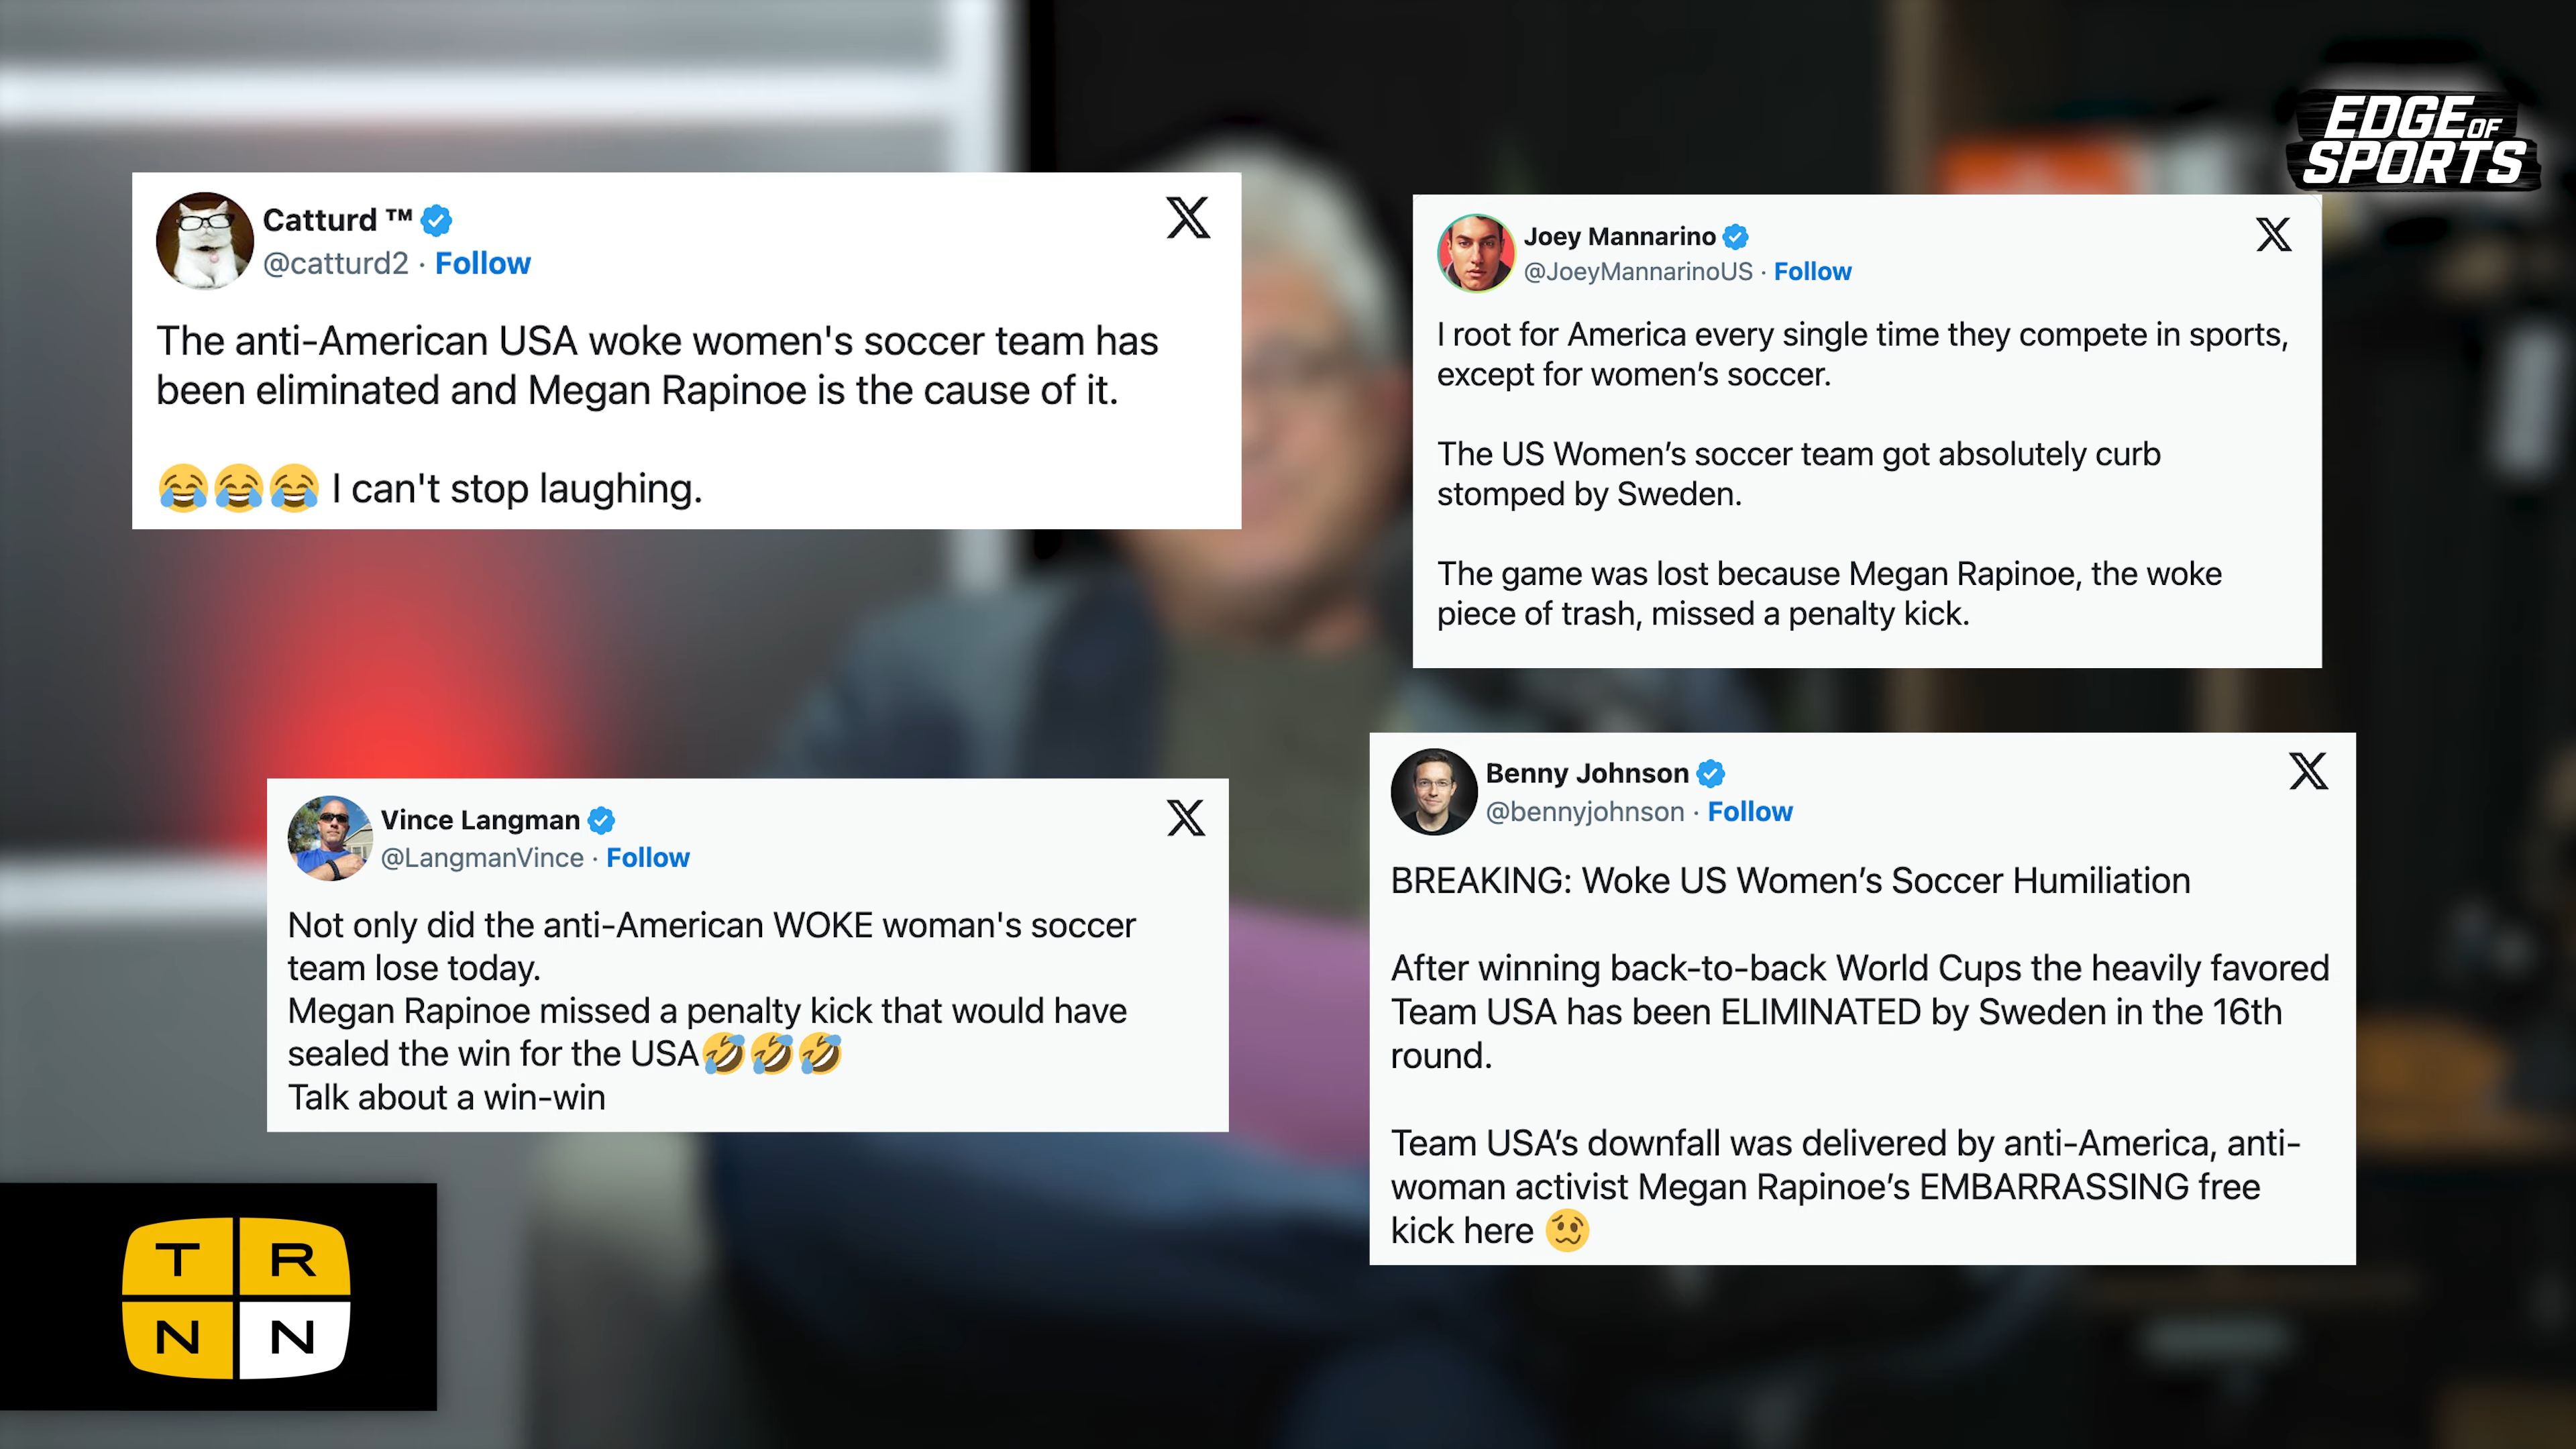 EDGE OF
SPORTS
Catturd ™
@catturd2 · Follow
The anti-American USA woke women's soccer team has
been eliminated and Megan Rapinoe is the cause of it.
😂😂😂 I can't stop laughing.
Joey Mannarino
@JoeyMannarinoUS · Follow
I root for America every single time they compete in sports,
except for women’s soccer.
The US Women’s soccer team got absolutely curb
stomped by Sweden.
The game was lost because Megan Rapinoe, the woke
piece of trash, missed a penalty kick.
Vince Langman
@LangmanVince · Follow
Not only did the anti-American WOKE woman's soccer
team lose today.
Megan Rapinoe missed a penalty kick that would have
sealed the win for the USA🤣🤣🤣
Talk about a win-win
Benny Johnson
@bennyjohnson · Follow
BREAKING: Woke US Women’s Soccer Humiliation
After winning back-to-back World Cups the heavily favored
Team USA has been ELIMINATED by Sweden in the 16th
round.
Team USA’s downfall was delivered by anti-America, anti-
woman activist Megan Rapinoe’s EMBARRASSING free
kick here 🥴
T R
N N